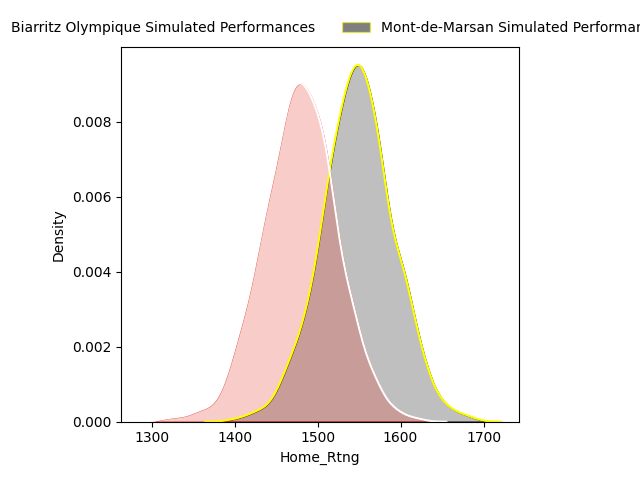 Biarritz Olympique Simulated Performances Mont-de-Marsan Simulated Performan
0.008
0.006
0.004
0.002
0.000
Density
1300 1400 1500 1600 1700
Home_Rtng